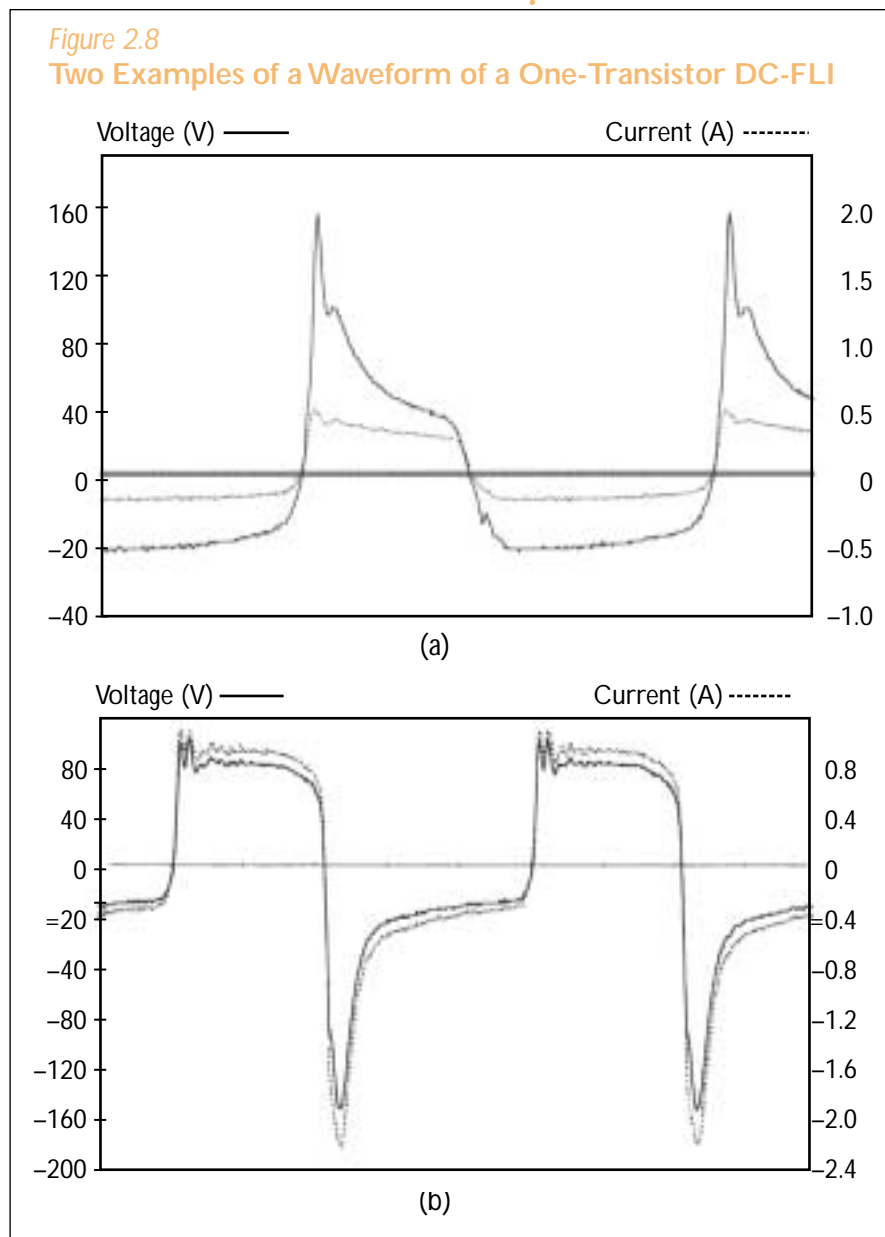 Figure 2.8
Two Examples of a Waveform of a One-Transistor DC-FLI
Voltage (V) Current (A)
160 2.0
120 1.5
80 1.0
40 0.5
0 0
–20 –0.5
–40 –1.0
(a)
Voltage (V) Current (A)
80 0.8
40 0.4
0 0
=20 =0.4
–40 –0.8
–80 –1.2
–120 –1.6
–160 –2.0
–200 –2.4
(b)